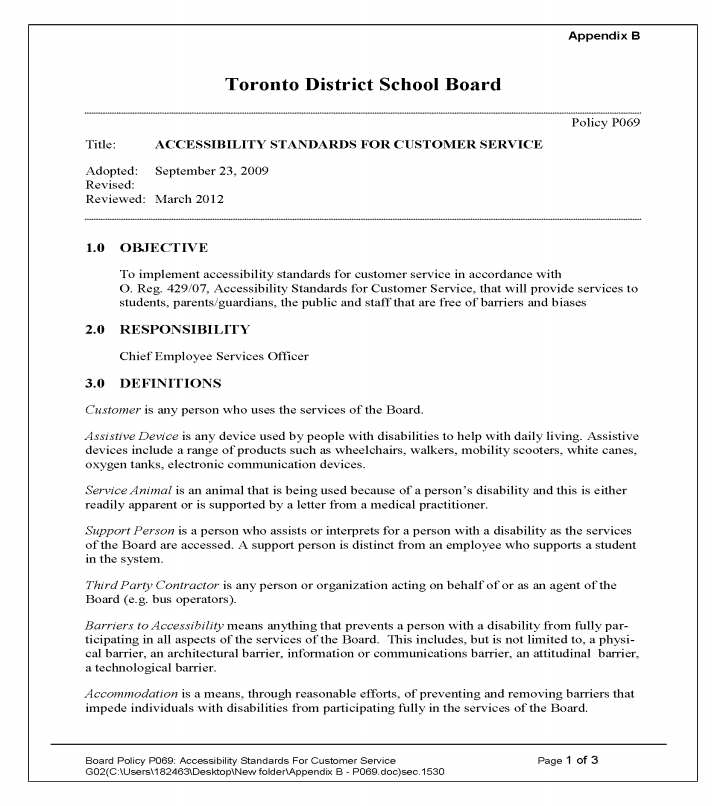 Appendix B
Toronto District School Board
Policy P069
Title: ACCESSIBILITY STANDARDS FOR CUSTOMER SERVICE
Adopted: September 23, 2009
Revised:
Reviewed: March 2012
1.0 OBJECTIVE
To implement accessibility standards for customer service in accordance with
O. Reg. 429/07, Accessibility Standards for Customer Service, that will provide services to
students, parents/guardians, the public and staff that are free of barriers and biases
2.0 RESPONSIBILITY
Chief Employee Services Officer
3.0 DEFINITIONS
Customer is any person who uses the services of the Board.
Assistive Device is any device used by people with disabilities to help with daily living. Assistive
devices include a range of products such as wheelchairs, walkers, mobility scooters, white canes,
oxygen tanks, electronic communication devices.
Service Animal is an animal that is being used because of a person's disability and this is either
readily apparent or is supported by a letter from a medical practitioner.
Support Person is a person who assists or interprets for a person with a disability as the services
of the Board are accessed. A support person is distinct from an employee who supports a student
in the system.
Third Party Contractor is any person or organization acting on behalf of or as an agent of the
Board (e.g. bus operators).
Barriers to Accessibility means anything that prevents a person with a disability from fully par-
ticipating in all aspects of the services of the Board. This includes, but is not limited to, a physi-
cal barrier, an architectural barrier, information or communications barrier, an attitudinal barrier,
a technological barrier.
Accommodation is a means, through reasonable efforts, of preventing and removing barriers that
impede individuals with disabilities from participating fully in the services of the Board.
Board Policy P069: Accessibility Standards For Customer Service Page 1 of 3
G02(C:\Users\182463\Desktop\New folder\Appendix B - P069.doc)sec.1530